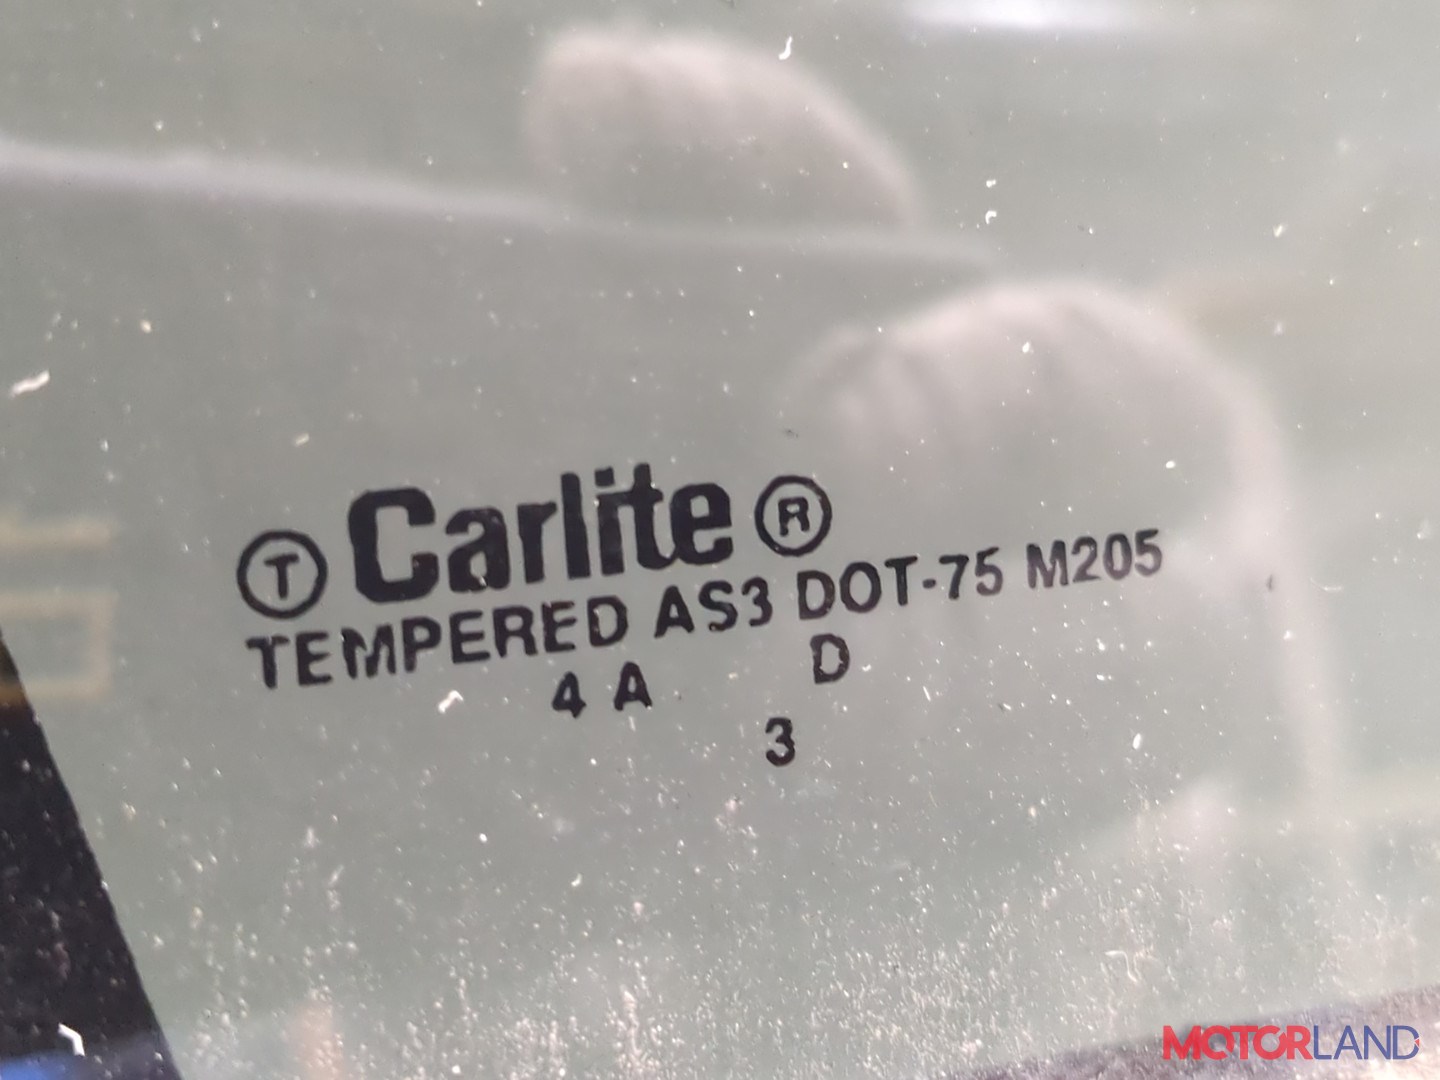 Ⓣ Carlite ®
TEMPERED AS3 DOT-75 M205
4 A D
3
MOTORLAND